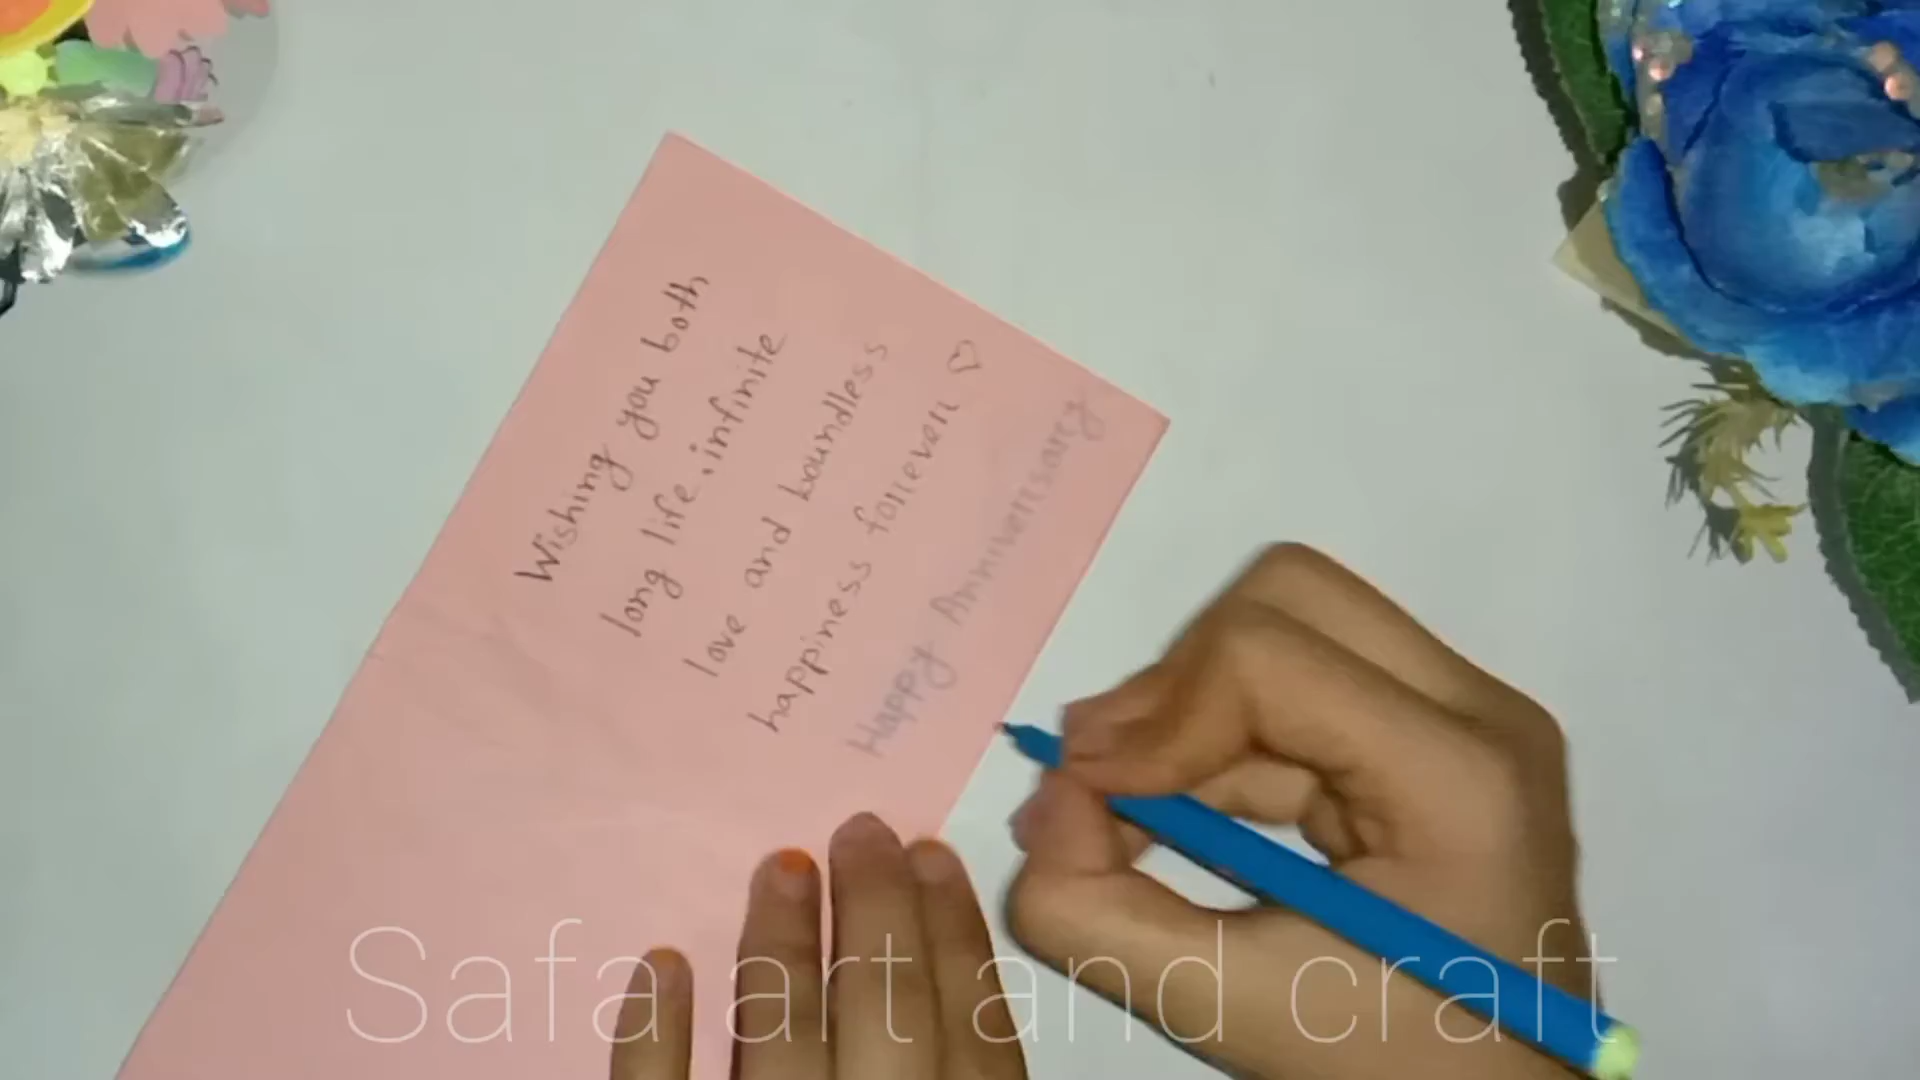 Wishing you both
long life, infinite
love and boundless
happiness forever ♡
Happy Anniversary
Safa art and craft